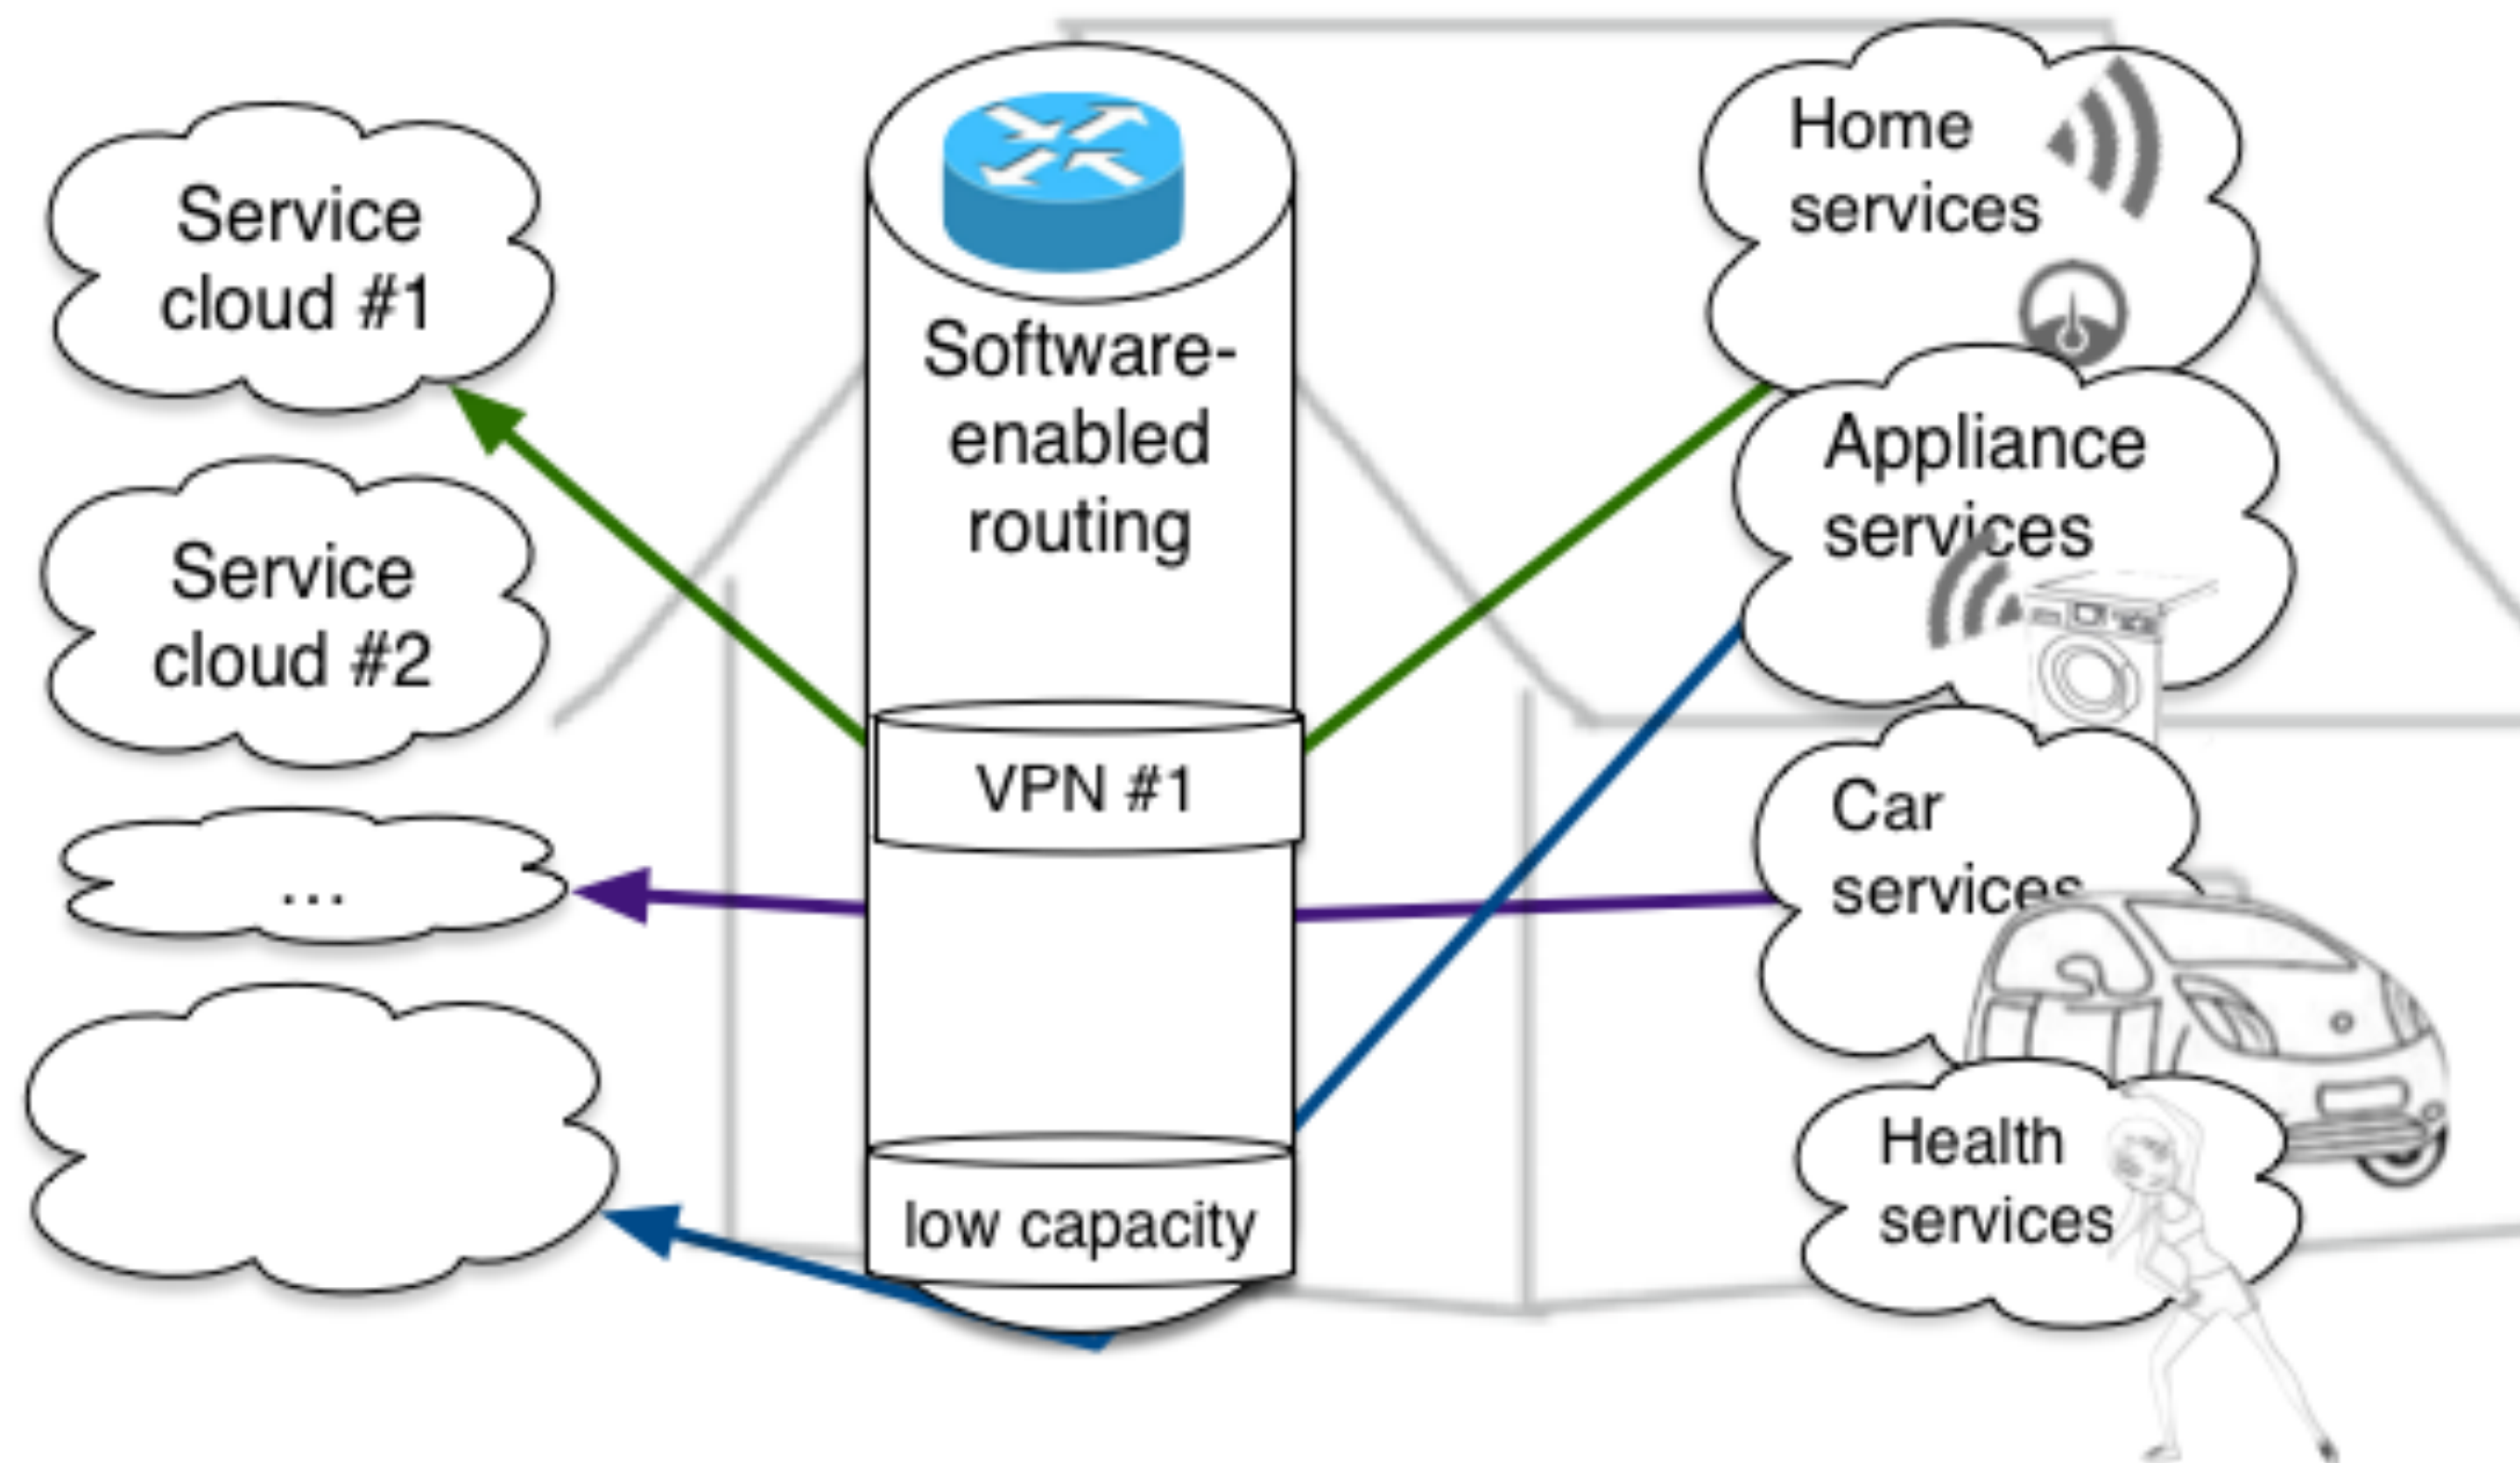 Service
cloud #1
Service
cloud #2
...
Software-
enabled
routing
VPN #1
low capacity
Home
services
Appliance
services
Car
services
Health
services